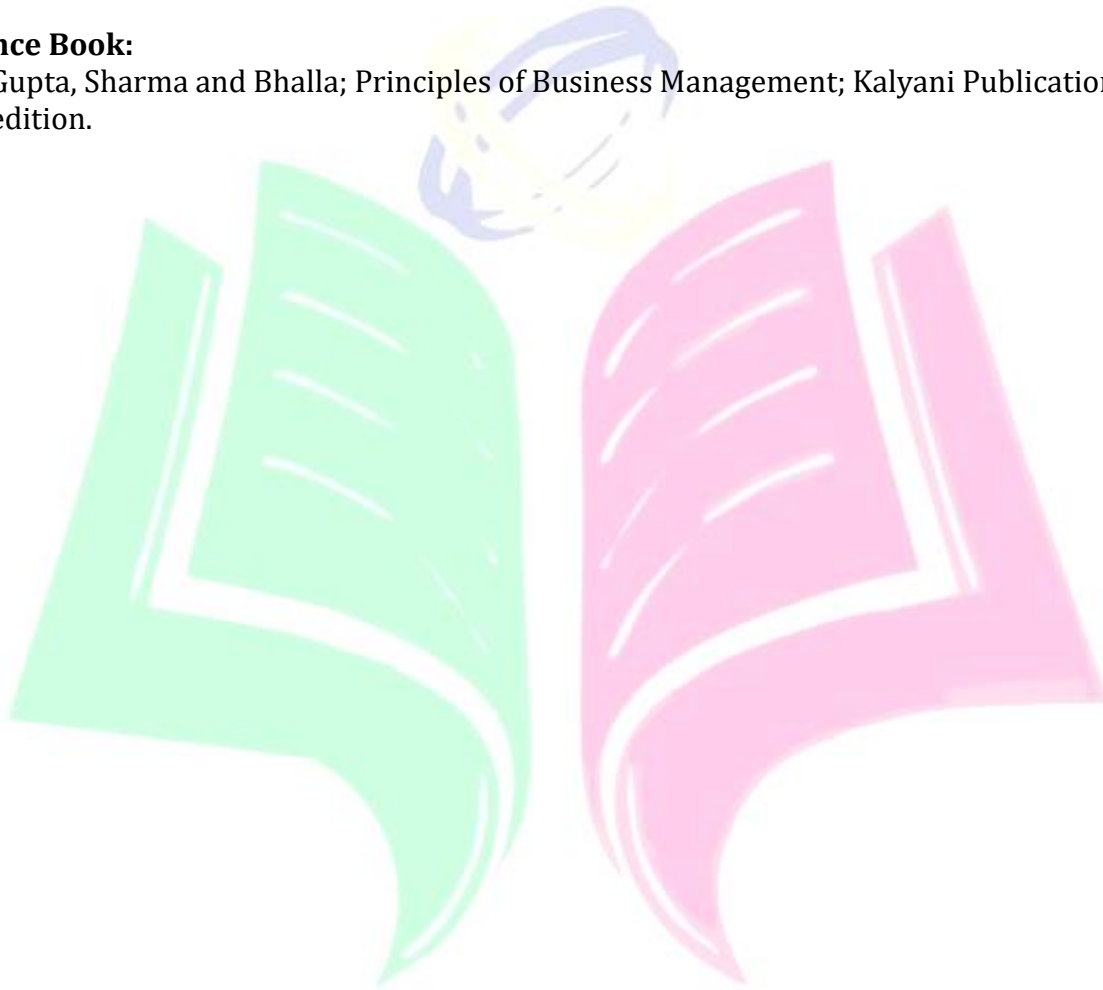 nce Book:
Gupta, Sharma and Bhalla; Principles of Business Management; Kalyani Publication
edition.